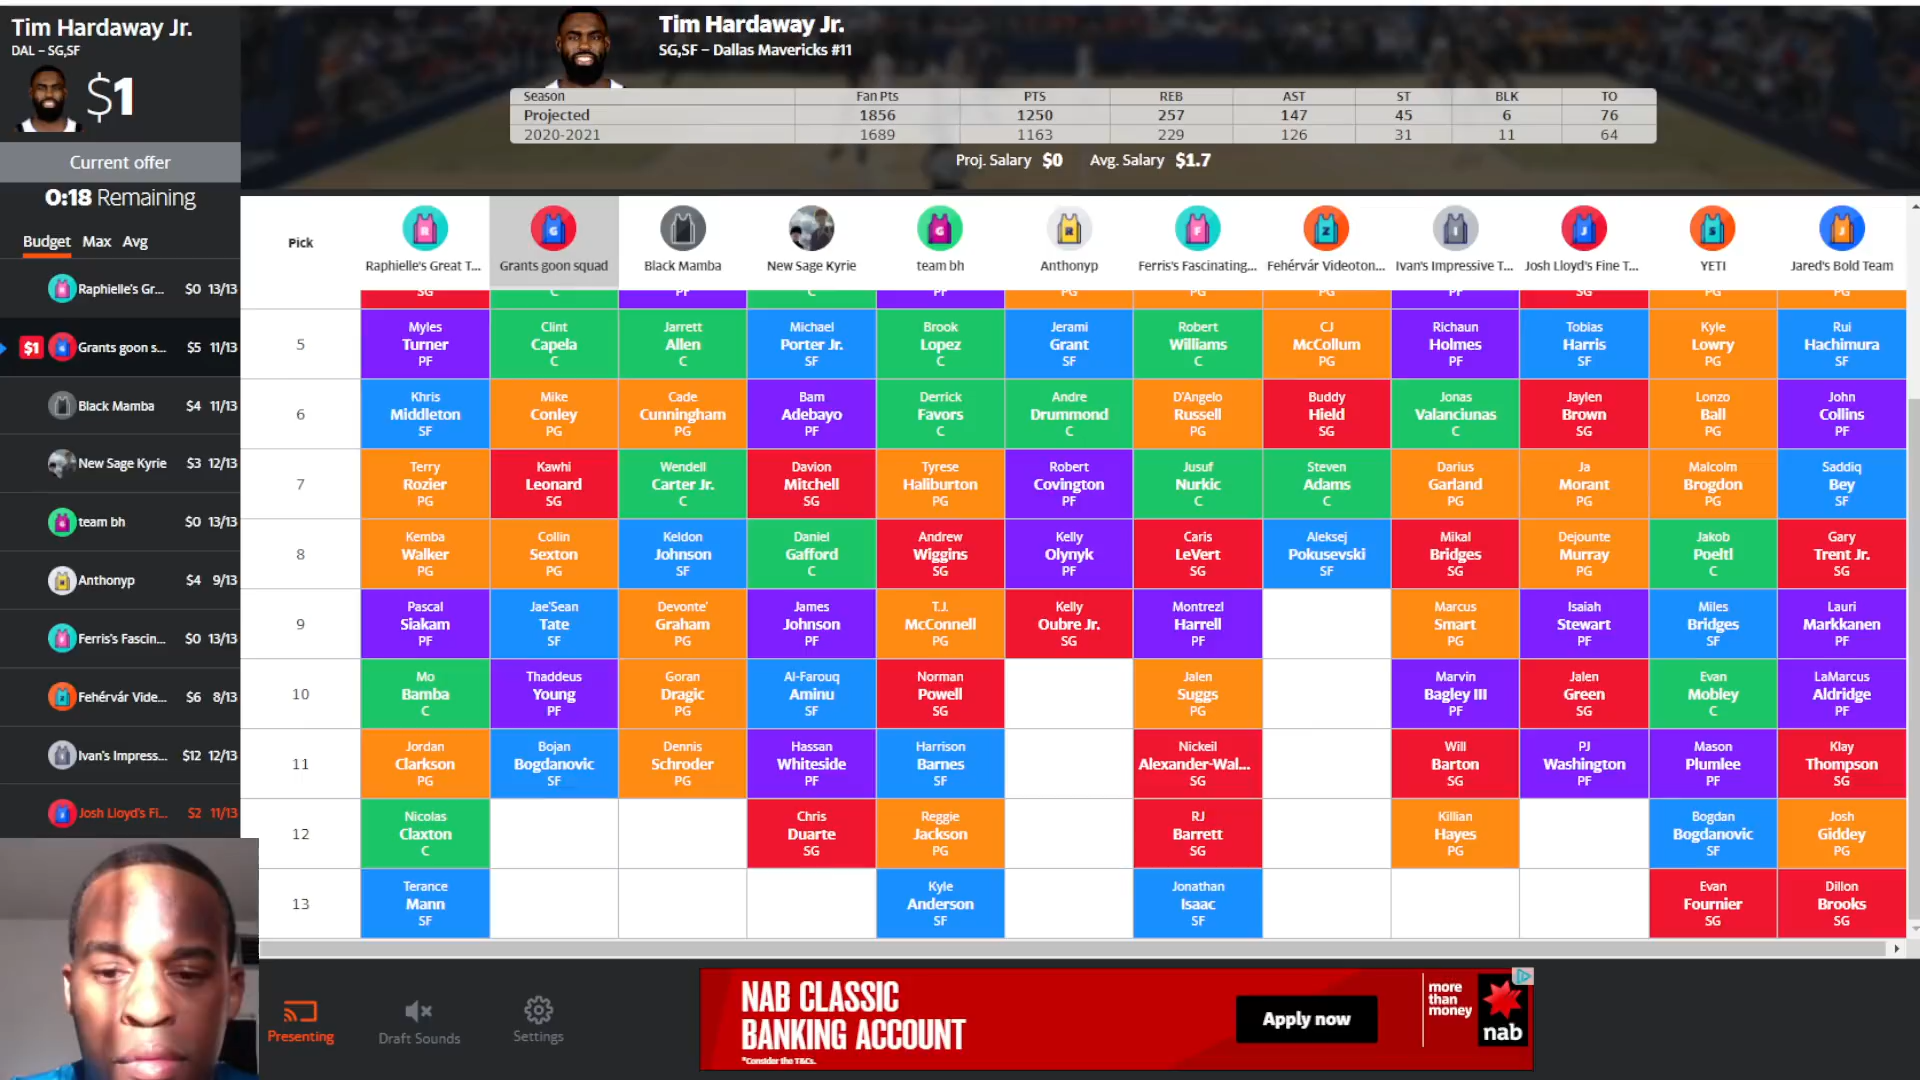 Tim Hardaway Jr.
DAL – SG,SF
$1
Current offer
0:18 Remaining
Budget Max Avg
Raphielle's Gr... $0 13/13
$1 Grants goon s... $5 11/13
Black Mamba $4 11/13
New Sage Kyrie $3 12/13
team bh $0 13/13
Anthonyp $4 9/13
Ferris's Fascin... $0 13/13
Fehérvár Vide... $6 8/13
Ivan's Impress... $12 12/13
Josh Lloyd's Fi... $2 11/13
Tim Hardaway Jr.
SG,SF – Dallas Mavericks #11
Season Fan Pts PTS REB AST ST BLK TO
Projected 1856 1250 257 147 45 6 76
2020-2021 1689 1163 229 126 31 11 64
Proj. Salary $0 Avg. Salary $1.7
Pick Raphielle's Great T... Grants goon squad Black Mamba New Sage Kyrie team bh Anthonyp Ferris's Fascinating... Fehérvár Videoton... Ivan's Impressive T... Josh Lloyd's Fine T... YETI Jared's Bold Team
SG C PF C PF PG PG PG PF SG PG PG
Myles Clint Jarrett Michael Brook Jerami Robert CJ Richaun Tobias Kyle Rui
5 Turner Capela Allen Porter Jr. Lopez Grant Williams McCollum Holmes Harris Lowry Hachimura
PF C C SF C SF C PG PF SF PG SF
Khris Mike Cade Bam Derrick Andre D'Angelo Buddy Jonas Jaylen Lonzo John
6 Middleton Conley Cunningham Adebayo Favors Drummond Russell Hield Valanciunas Brown Ball Collins
SF PG PG PF C C PG SG C SG PG PF
Terry Kawhi Wendell Davion Tyrese Robert Jusuf Steven Darius Ja Malcolm Saddiq
7 Rozier Leonard Carter Jr. Mitchell Haliburton Covington Nurkic Adams Garland Morant Brogdon Bey
PG SG C SG PG PF C C PG PG PG SF
Kemba Collin Keldon Daniel Andrew Kelly Caris Aleksej Mikal Dejounte Jakob Gary
8 Walker Sexton Johnson Gafford Wiggins Olynyk LeVert Pokusevski Bridges Murray Poeltl Trent Jr.
PG PG SF C SG PF SG SF SG PG C SG
Pascal Jae'Sean Devonte' James T.J. Kelly Montrezl Marcus Isaiah Miles Lauri
9 Siakam Tate Graham Johnson McConnell Oubre Jr. Harrell Smart Stewart Bridges Markkanen
PF SF PG PF PG SG PF PG PF SF PF
Mo Thaddeus Goran Al-Farouq Norman Jalen Marvin Jalen Evan LaMarcus
10 Bamba Young Dragic Aminu Powell Suggs Bagley III Green Mobley Aldridge
C PF PG SF SG PG PF SG C PF
Jordan Bojan Dennis Hassan Harrison Nickeil Will PJ Mason Klay
11 Clarkson Bogdanovic Schroder Whiteside Barnes Alexander-Wal... Barton Washington Plumlee Thompson
PG SF PG PF SF SG SG PF PF SG
Nicolas Chris Reggie RJ Killian Bogdan Josh
12 Claxton Duarte Jackson Barrett Hayes Bogdanovic Giddey
C SG PG SG PG SF PG
Terance Kyle Jonathan Evan Dillon
13 Mann Anderson Isaac Fournier Brooks
SF SF SF SG SG
Presenting
Draft Sounds
Settings
NAB CLASSIC
BANKING ACCOUNT
*Consider the T&Cs.
Apply now
more
than
money
nab